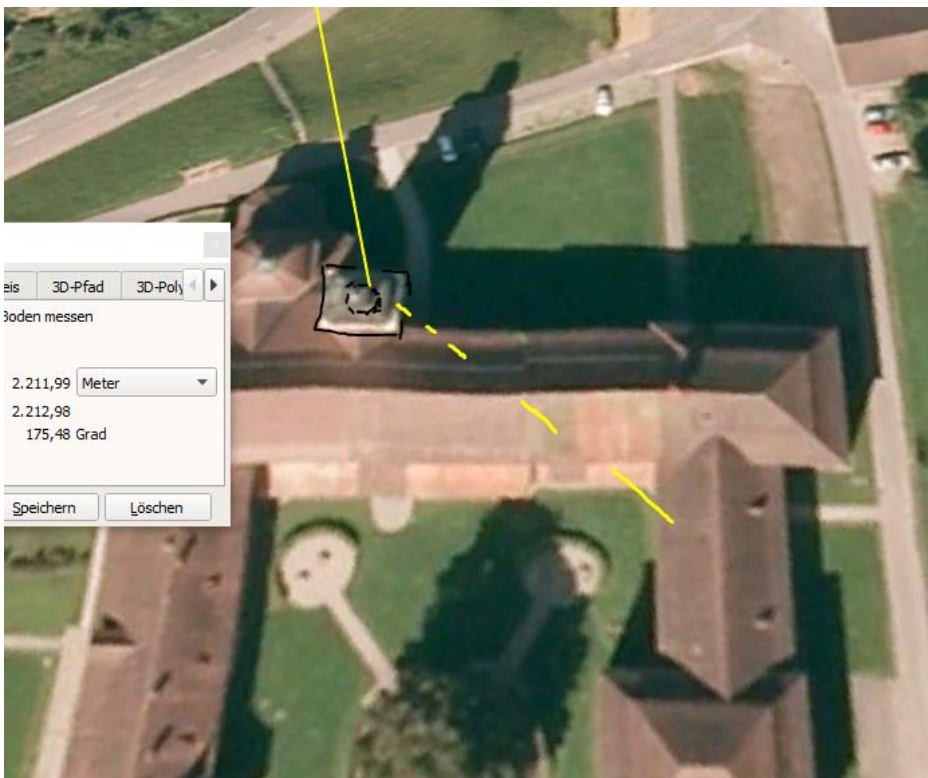 eis 3D-Pfad 3D-Poly
Boden messen
2.211,99 Meter
2.212,98
175,48 Grad
Speichern Löschen